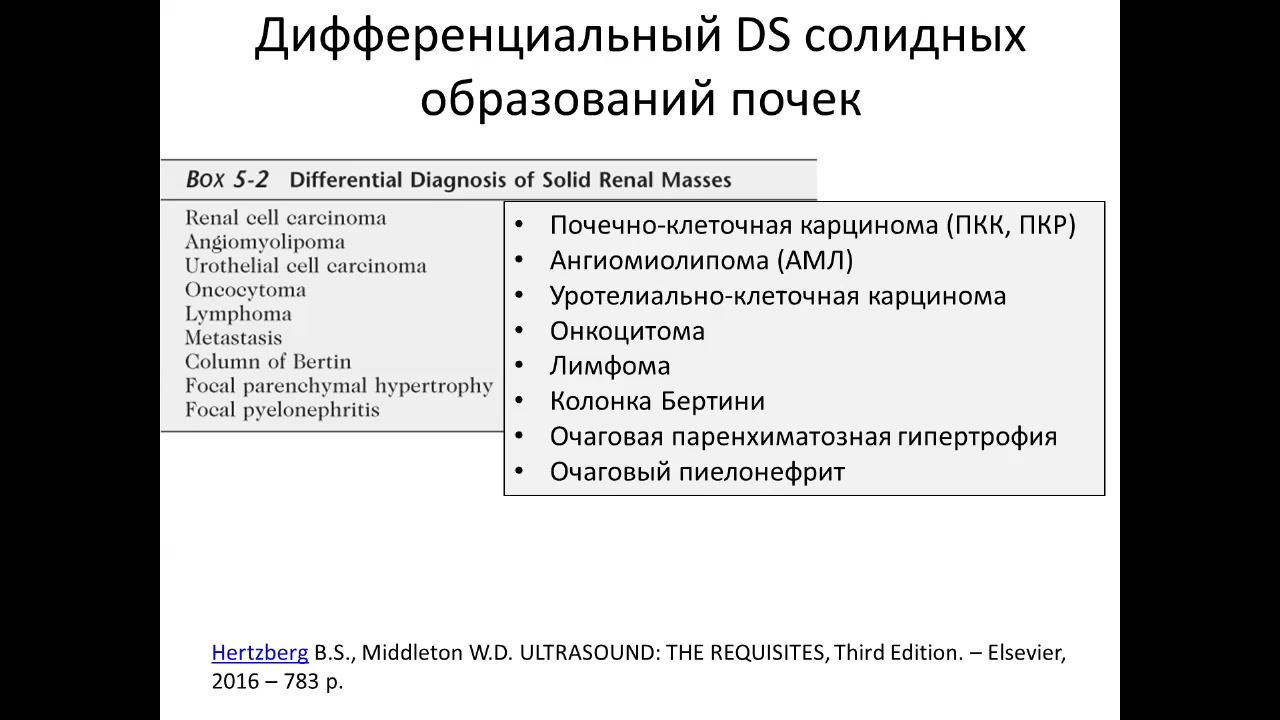 Дифференциальный DS солидных
образований почек
BOX 5-2 Differential Diagnosis of Solid Renal Masses
Renal cell carcinoma
Angiomyolipoma
Urothelial cell carcinoma
Oncocytoma
Lymphoma
Metastasis
Column of Bertin
Focal parenchymal hypertrophy
Focal pyelonephritis
• Почечно-клеточная карцинома (ПКК, ПКР)
• Ангиомиолипома (АМЛ)
• Уротелиально-клеточная карцинома
• Онкоцитома
• Лимфома
• Колонка Бертини
• Очаговая паренхиматозная гипертрофия
• Очаговый пиелонефрит
Hertzberg B.S., Middleton W.D. ULTRASOUND: THE REQUISITES, Third Edition. – Elsevier,
2016 – 783 p.